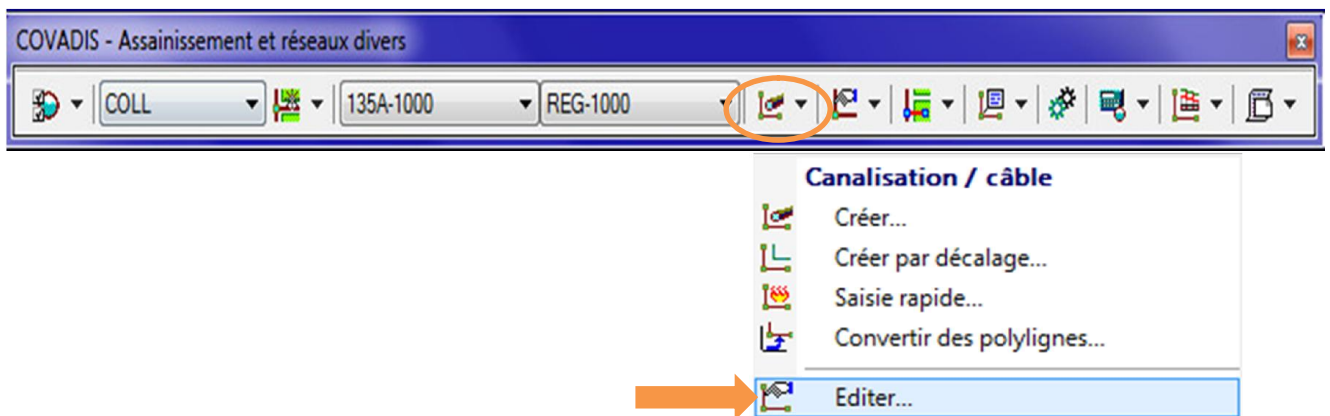 COVADIS - Assainissement et réseaux divers
COLL 135A-1000 REG-1000
Canalisation / câble
Créer...
Créer par décalage...
Saisie rapide...
Convertir des polylignes...
Editer...